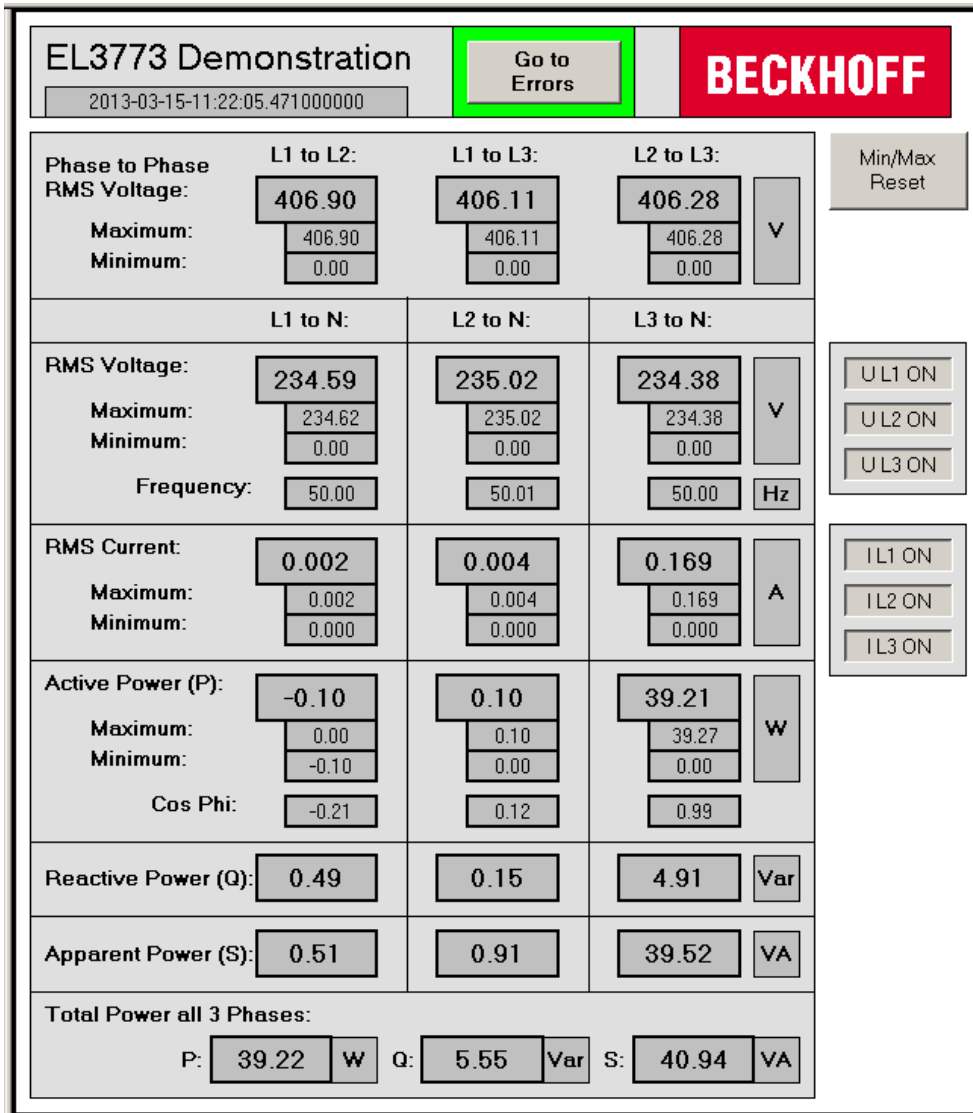 EL3773 Demonstration
2013-03-15-11:22:05.471000000
Go to
Errors
BECKHOFF
Min/Max
Reset
Phase to Phase
RMS Voltage:
L1 to L2: L1 to L3: L2 to L3:
406.90 406.11 406.28 V
Maximum: 406.90 406.11 406.28
Minimum: 0.00 0.00 0.00
L1 to N: L2 to N: L3 to N:
RMS Voltage: 234.59 235.02 234.38 V
Maximum: 234.62 235.02 234.38
Minimum: 0.00 0.00 0.00
Frequency: 50.00 50.01 50.00 Hz
U L1 ON
U L2 ON
U L3 ON
RMS Current: 0.002 0.004 0.169 A
Maximum: 0.002 0.004 0.169
Minimum: 0.000 0.000 0.000
I L1 ON
I L2 ON
I L3 ON
Active Power (P): -0.10 0.10 39.21 W
Maximum: 0.00 0.10 39.27
Minimum: -0.10 0.00 0.00
Cos Phi: -0.21 0.12 0.99
Reactive Power (Q): 0.49 0.15 4.91 Var
Apparent Power (S): 0.51 0.91 39.52 VA
Total Power all 3 Phases:
P: 39.22 W Q: 5.55 Var S: 40.94 VA